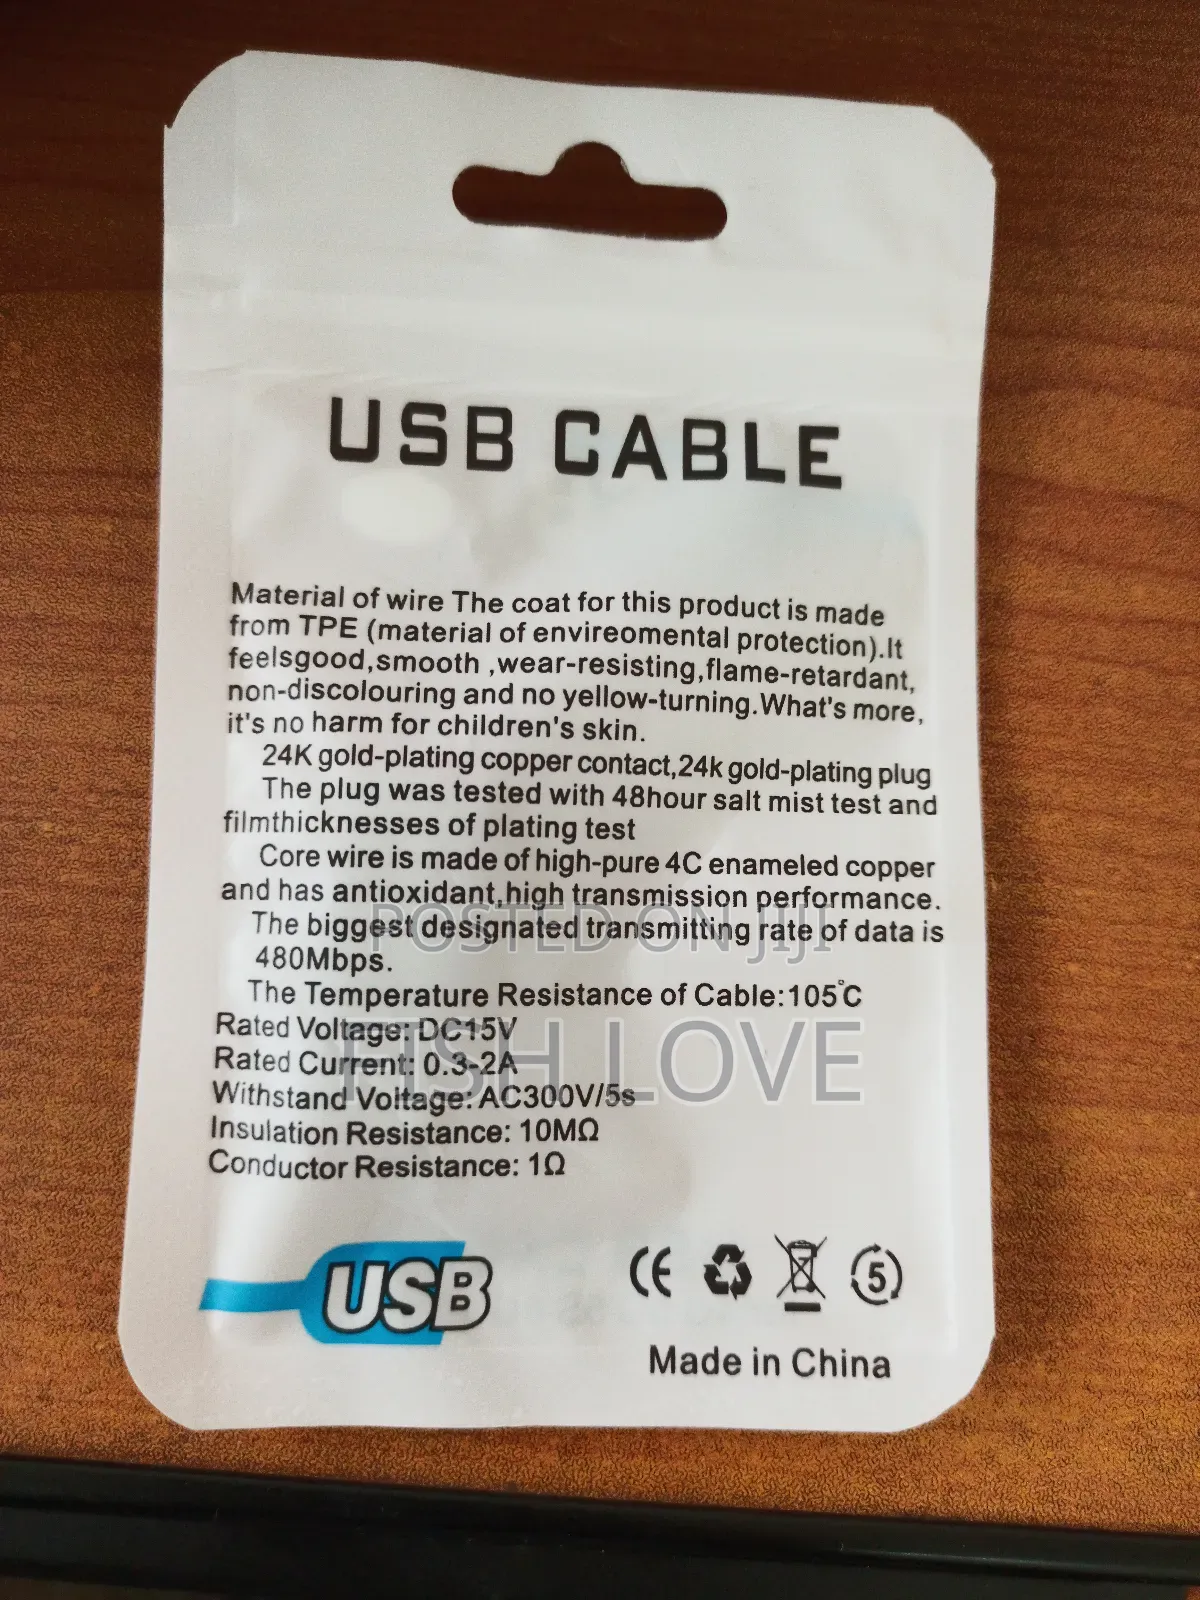 USB CABLE
Material of wire The coat for this product is made
from TPE (material of envireomental protection).It
feelsgood,smooth ,wear-resisting,flame-retardant,
non-discolouring and no yellow-turning.What's more,
it's no harm for children's skin.
24K gold-plating copper contact,24k gold-plating plug
The plug was tested with 48hour salt mist test and
filmthicknesses of plating test
Core wire is made of high-pure 4C enameled copper
and has antioxidant,high transmission performance.
POSTED ON JIJI
The biggest designated transmitting rate of data is
480Mbps.
The Temperature Resistance of Cable:105℃
Rated Voltage: DC15V
FISH LOVE
Rated Current: 0.3-2A
Withstand Voltage: AC300V/5s
Insulation Resistance: 10MΩ
Conductor Resistance: 1Ω
USB
CE 5
Made in China